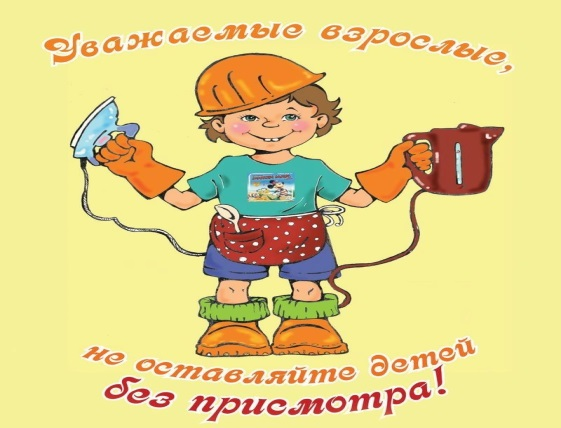 Уважаемые взрослые,
не оставляйте детей
без присмотра!